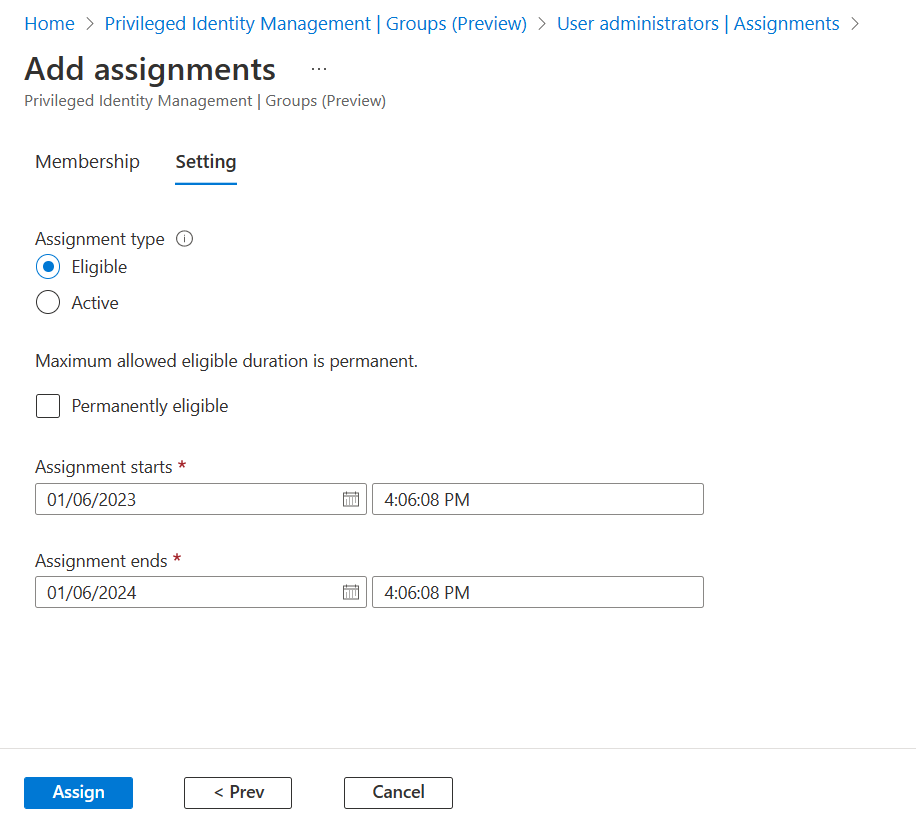 Home > Privileged Identity Management | Groups (Preview) > User administrators | Assignments >
Add assignments ...
Privileged Identity Management | Groups (Preview)
Membership Setting
Assignment type
Eligible
Active
Maximum allowed eligible duration is permanent.
Permanently eligible
Assignment starts *
01/06/2023 4:06:08 PM
Assignment ends *
01/06/2024 4:06:08 PM
Assign < Prev Cancel